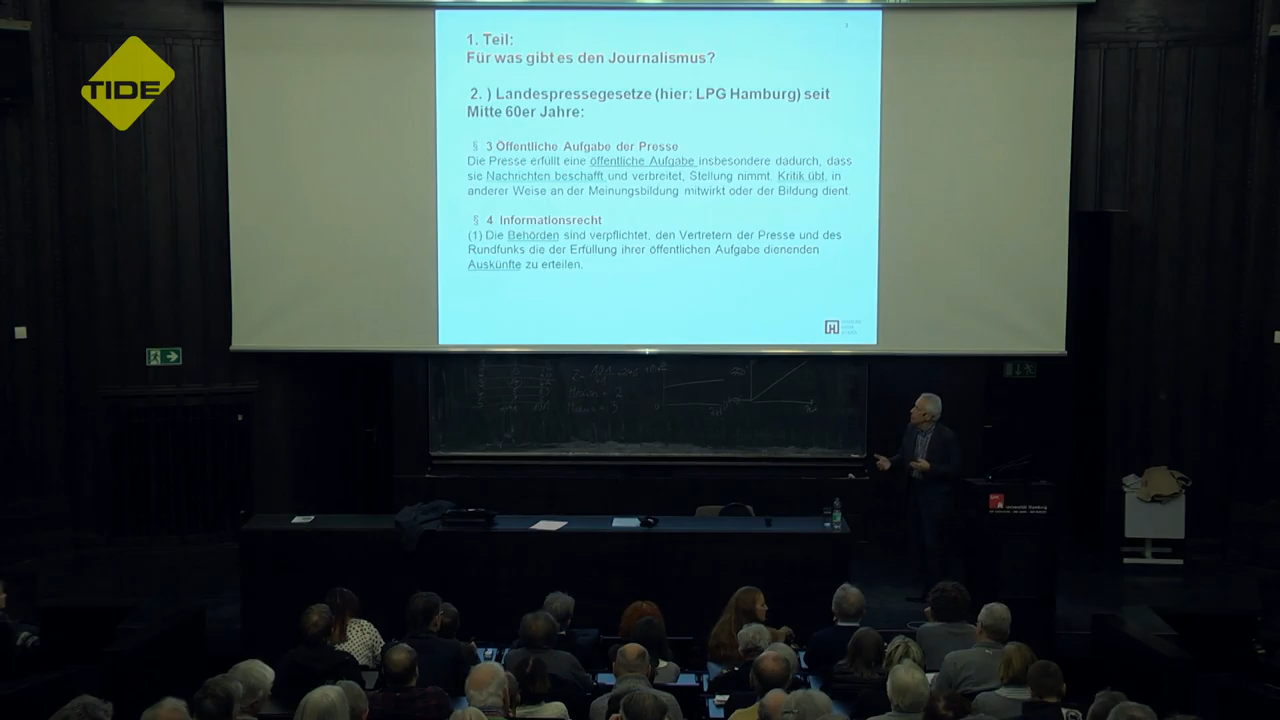 TIDE
3
1. Teil:
Für was gibt es den Journalismus?
2. ) Landespressegesetze (hier: LPG Hamburg) seit
Mitte 60er Jahre:
§ 3 Öffentliche Aufgabe der Presse
Die Presse erfüllt eine öffentliche Aufgabe insbesondere dadurch, dass
sie Nachrichten beschafft und verbreitet, Stellung nimmt, Kritik übt, in
anderer Weise an der Meinungsbildung mitwirkt oder der Bildung dient.
§ 4 Informationsrecht
(1) Die Behörden sind verpflichtet, den Vertretern der Presse und des
Rundfunks die der Erfüllung ihrer öffentlichen Aufgabe dienenden
Auskünfte zu erteilen.
H
Universität Hamburg